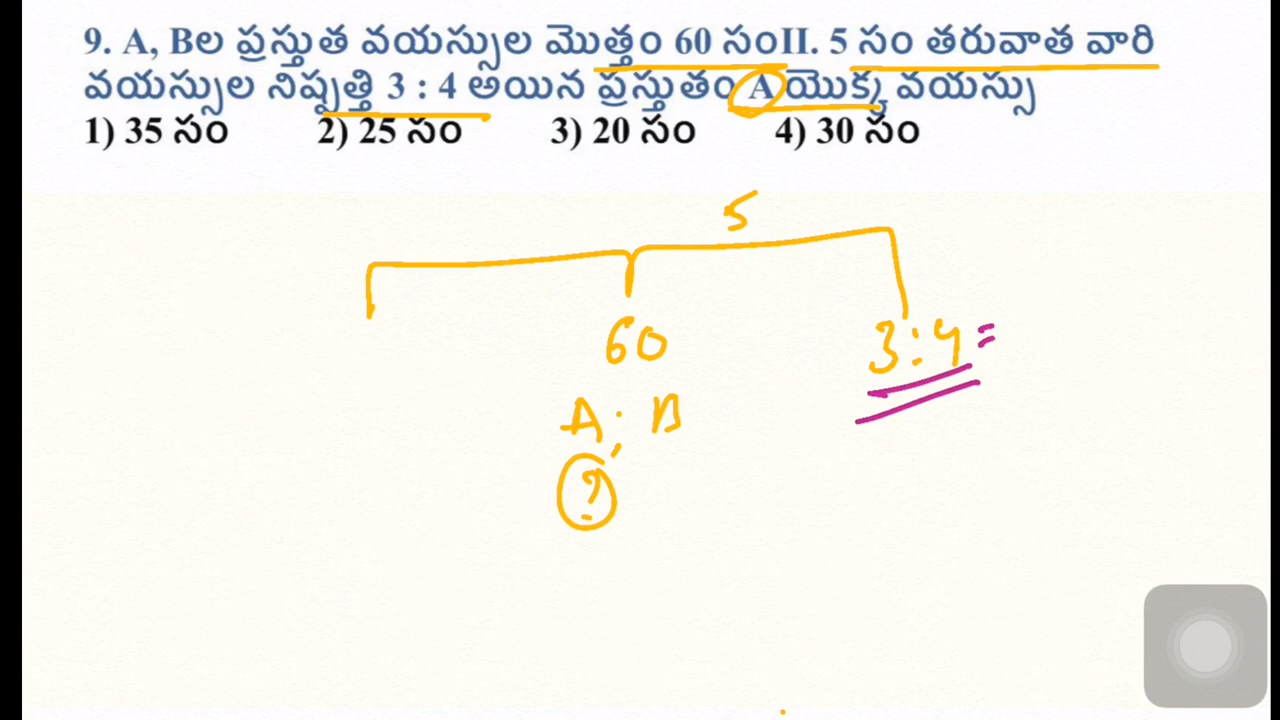 9. A, Bల ప్రస్తుత వయస్సుల మొత్తం 60 సంII. 5 సం తరువాత వారి
వయస్సుల నిష్పత్తి 3 : 4 అయిన ప్రస్తుతం A యొక్క వయస్సు
1) 35 సం 2) 25 సం 3) 20 సం 4) 30 సం
5
60
3:4 =
A : B
?